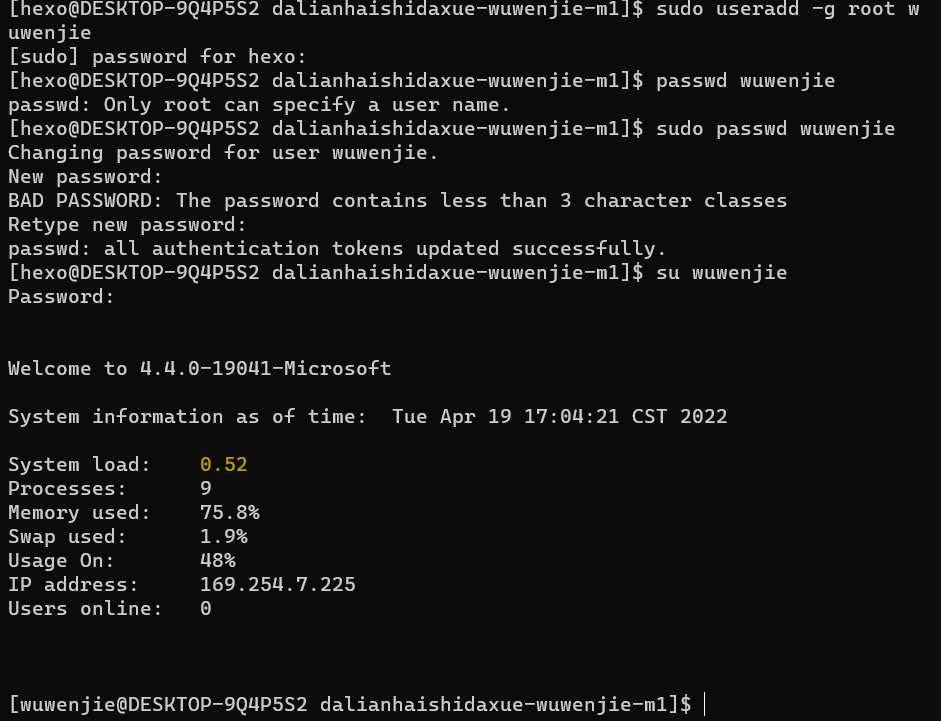 [hexo@DESKTOP-9Q4P5S2 dalianhaishidaxue-wuwenjie-m1]$ sudo useradd -g root w
uwenjie
[sudo] password for hexo:
[hexo@DESKTOP-9Q4P5S2 dalianhaishidaxue-wuwenjie-m1]$ passwd wuwenjie
passwd: Only root can specify a user name.
[hexo@DESKTOP-9Q4P5S2 dalianhaishidaxue-wuwenjie-m1]$ sudo passwd wuwenjie
Changing password for user wuwenjie.
New password:
BAD PASSWORD: The password contains less than 3 character classes
Retype new password:
passwd: all authentication tokens updated successfully.
[hexo@DESKTOP-9Q4P5S2 dalianhaishidaxue-wuwenjie-m1]$ su wuwenjie
Password:
Welcome to 4.4.0-19041-Microsoft
System information as of time:  Tue Apr 19 17:04:21 CST 2022
System load:    0.52
Processes:      9
Memory used:    75.8%
Swap used:      1.9%
Usage On:       48%
IP address:     169.254.7.225
Users online:   0
[wuwenjie@DESKTOP-9Q4P5S2 dalianhaishidaxue-wuwenjie-m1]$